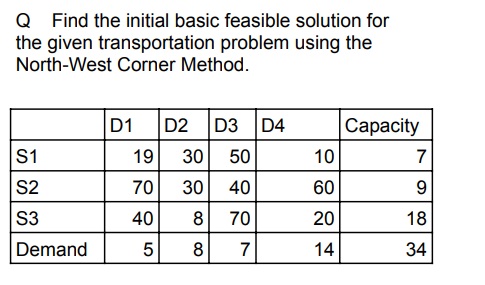 Q Find the initial basic feasible solution for
the given transportation problem using the
North-West Corner Method.
D1 D2 D3 D4 Capacity
S1 19 30 50 10 7
S2 70 30 40 60 9
S3 40 8 70 20 18
Demand 5 8 7 14 34